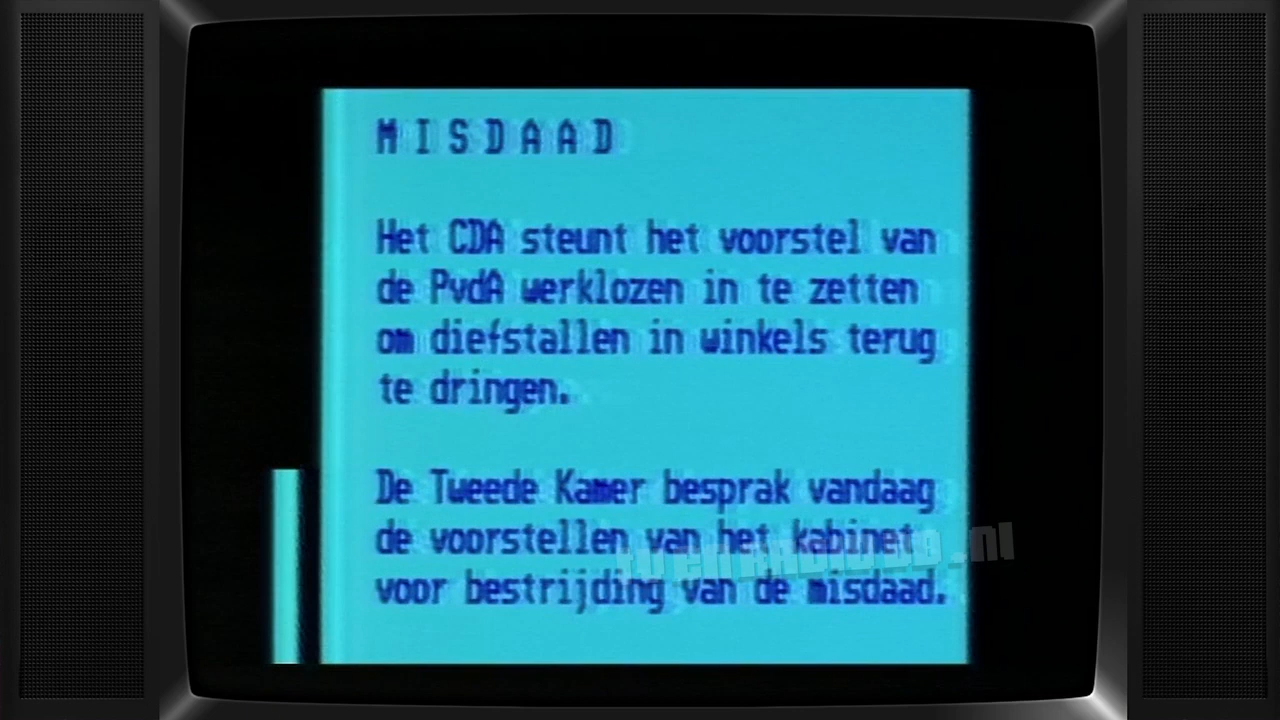 MISDAAD
Het CDA steunt het voorstel van
de PvdA werklozen in te zetten
om diefstallen in winkels terug
te dringen.
De Tweede Kamer besprak vandaag
de voorstellen van het kabinet
voor bestrijding van de misdaad.